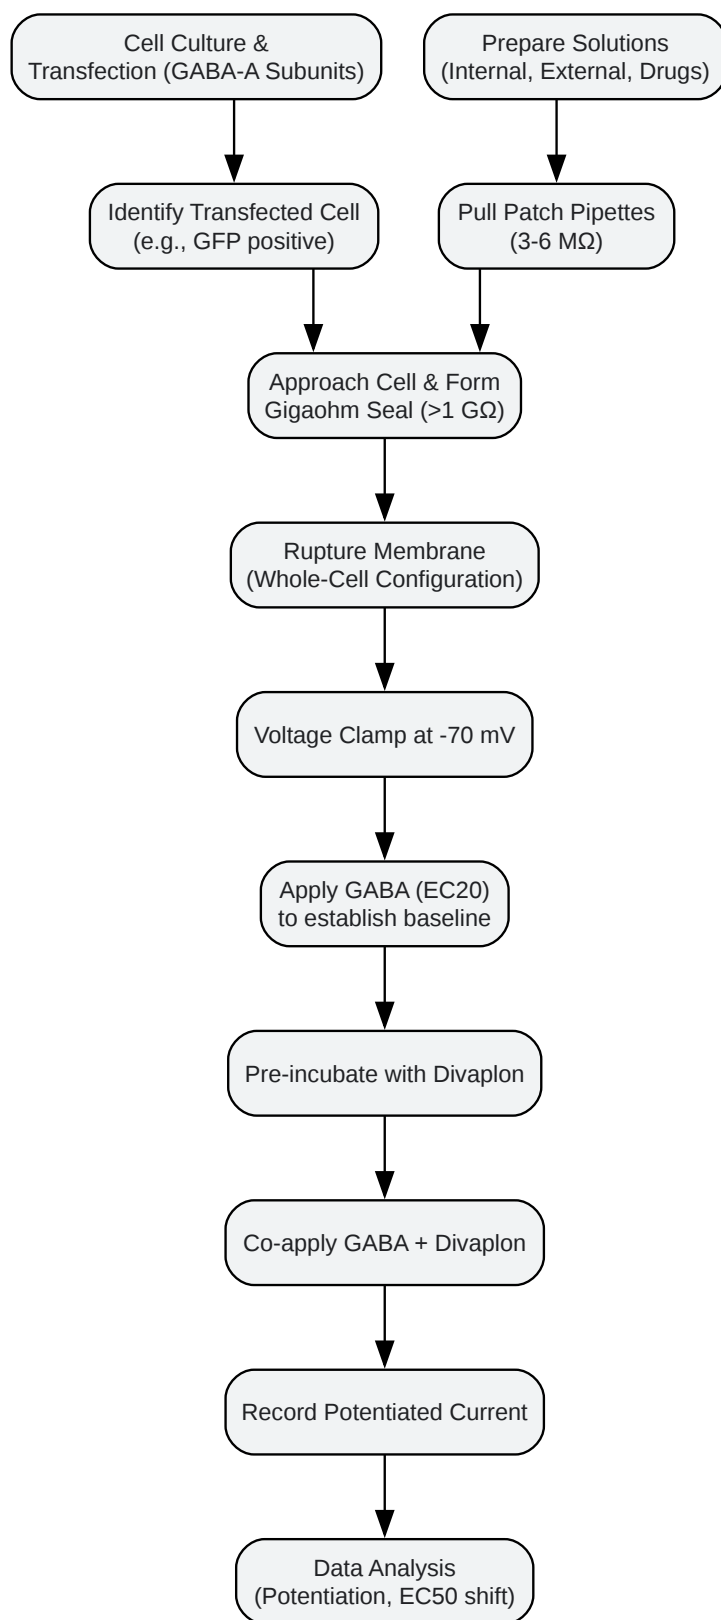 Cell Culture &
Transfection (GABA-A Subunits)
Prepare Solutions
(Internal, External, Drugs)
Identify Transfected Cell
(e.g., GFP positive)
Pull Patch Pipettes
(3-6 MΩ)
Approach Cell & Form
Gigaohm Seal (>1 GΩ)
Rupture Membrane
(Whole-Cell Configuration)
Voltage Clamp at -70 mV
Apply GABA (EC20)
to establish baseline
Pre-incubate with Divaplon
Co-apply GABA + Divaplon
Record Potentiated Current
Data Analysis
(Potentiation, EC50 shift)